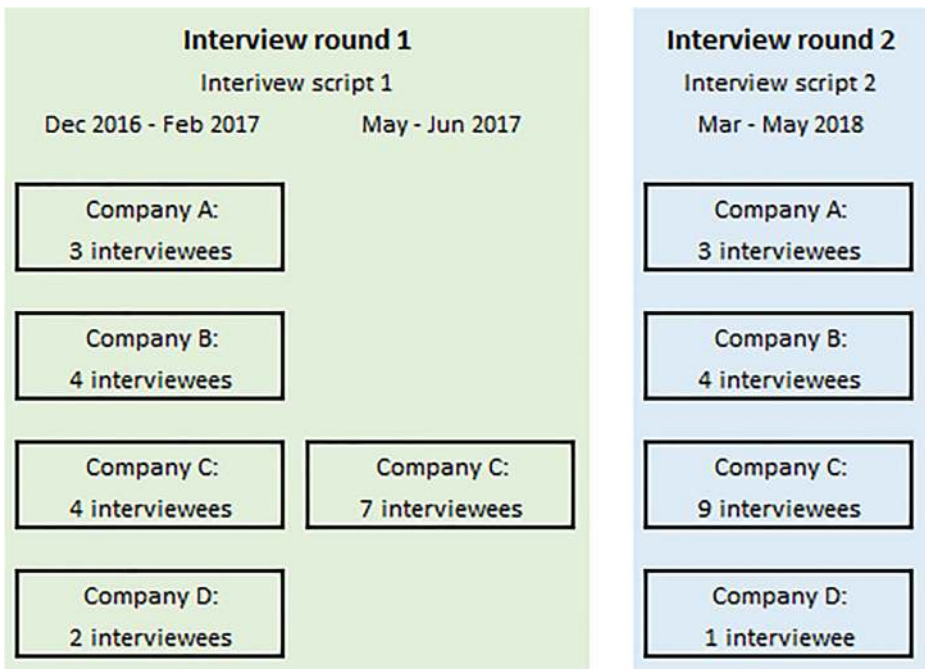 Interview round 1
Interivew script 1
Dec 2016 - Feb 2017
May - Jun 2017
Company A:
3 interviewees
Company B:
4 interviewees
Company C:
4 interviewees
Company C:
7 interviewees
Company D:
2 interviewees
Interview round 2
Interview script 2
Mar - May 2018
Company A:
3 interviewees
Company B:
4 interviewees
Company C:
9 interviewees
Company D:
1 interviewee